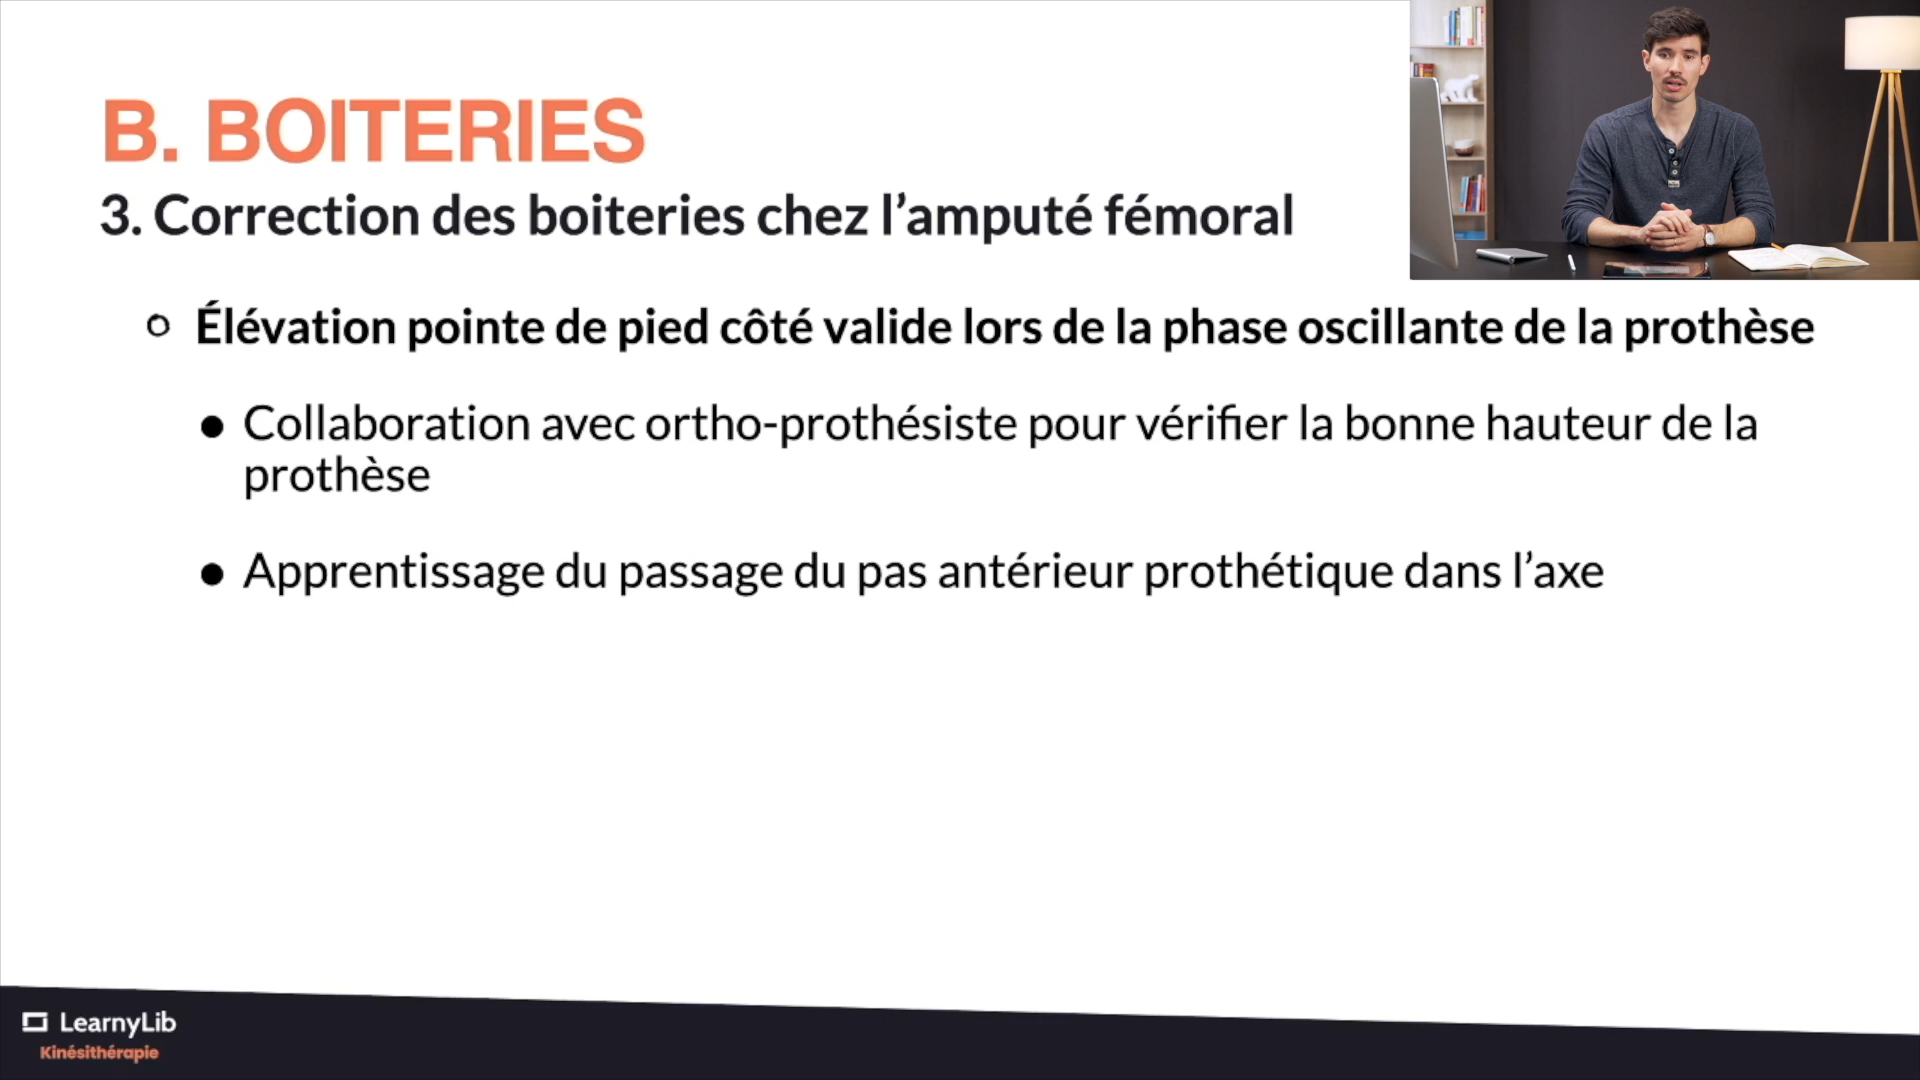 B. BOITERIES
3. Correction des boiteries chez l’amputé fémoral
Élévation pointe de pied côté valide lors de la phase oscillante de la prothèse
● Collaboration avec ortho-prothésiste pour vérifier la bonne hauteur de la
prothèse
● Apprentissage du passage du pas antérieur prothétique dans l’axe
LearnyLib
Kinésithérapie